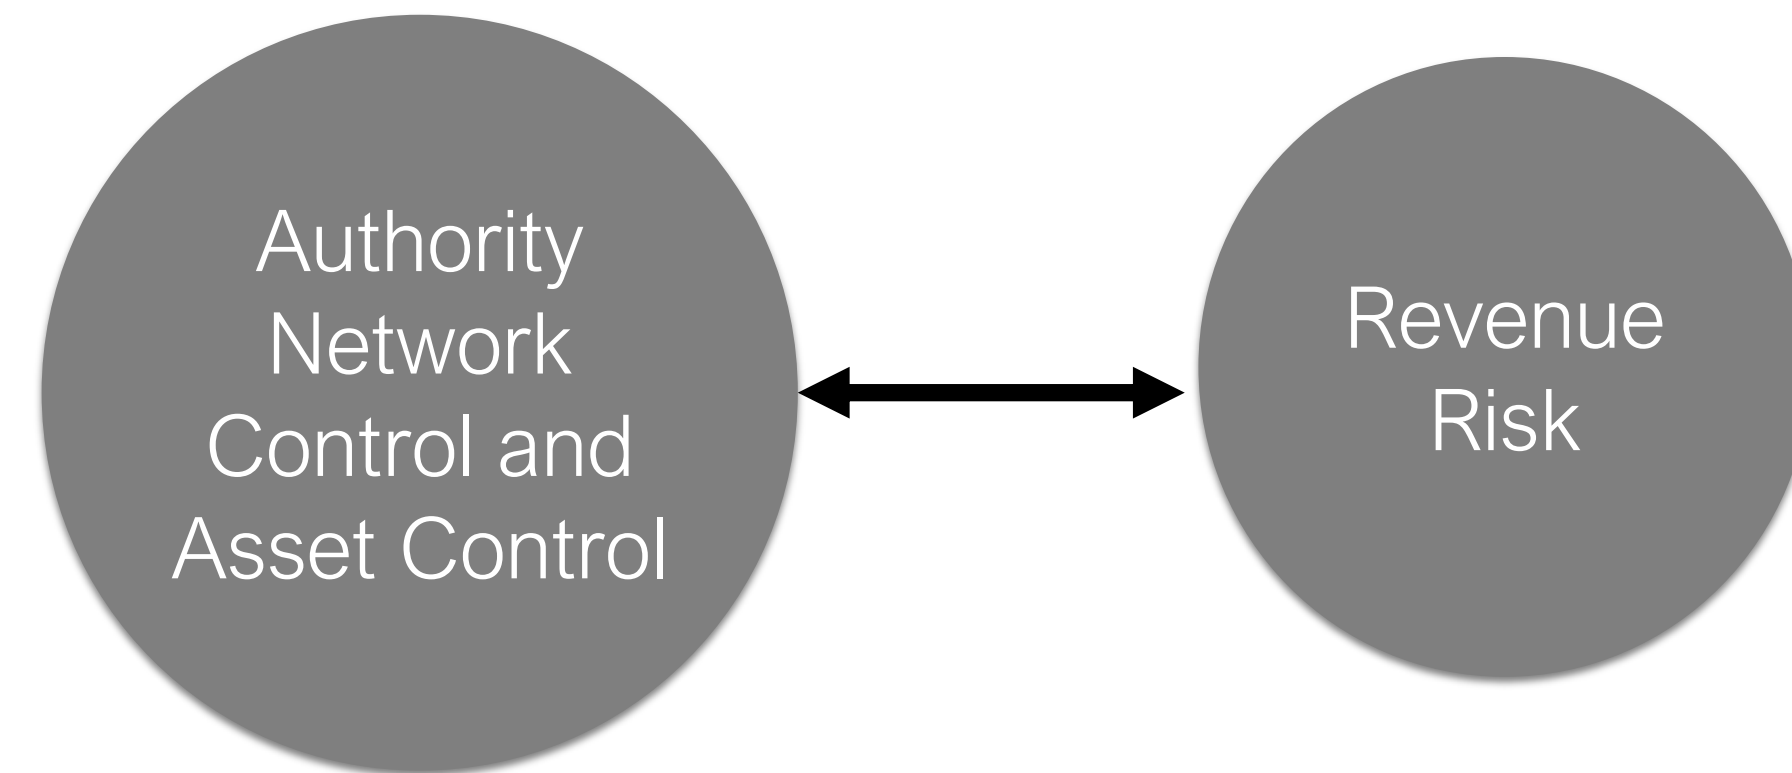 Authority
Network
Control and
Asset Control
Revenue
Risk